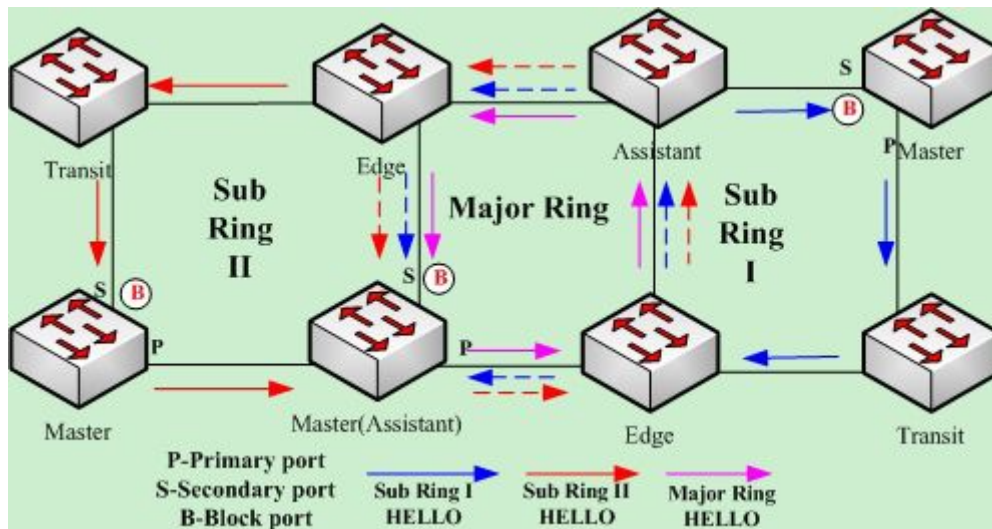 S
B
Transit
Edge
Assistant
P
Master
Sub
Ring
II
Major Ring
Sub
Ring
I
S
B
S
B
P
P
Master
Master(Assistant)
Edge
Transit
P-Primary port
S-Secondary port
B-Block port
Sub Ring I
HELLO
Sub Ring II
HELLO
Major Ring
HELLO